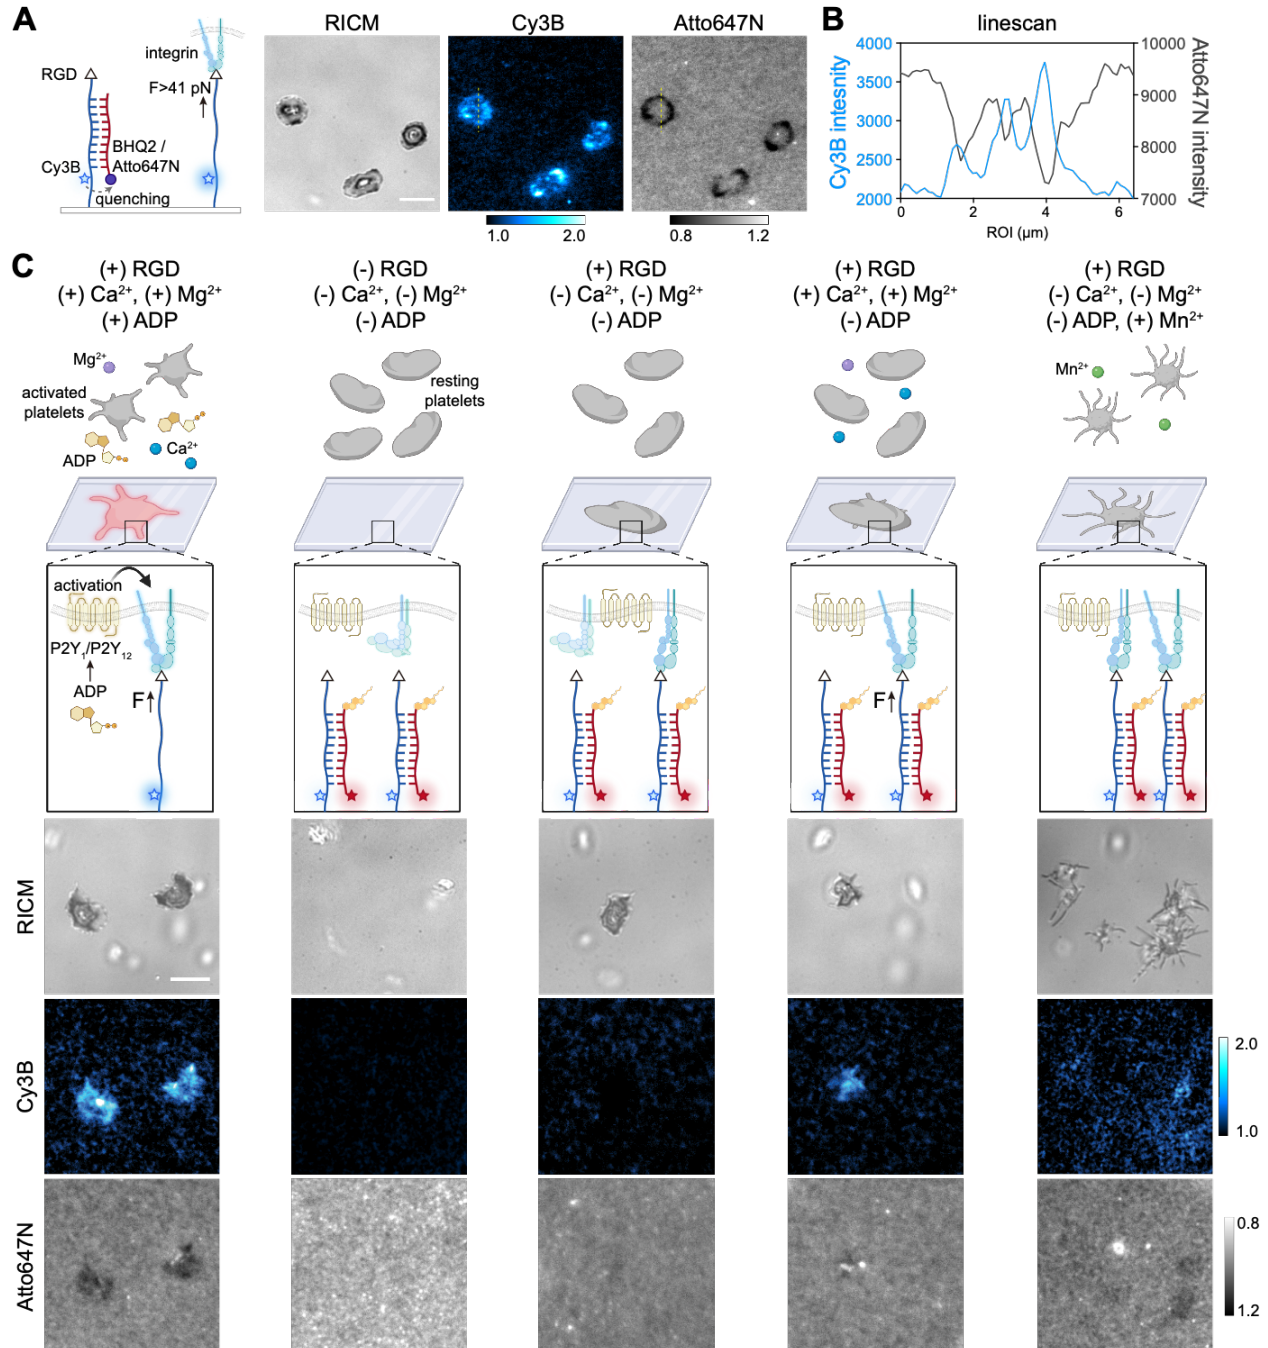 A
RICM
Cy3B
Atto647N
integrin
RGD
F>41 pN
BHQ2 /
Atto647N
Cy3B
quenching
1.0 2.0
0.8 1.2
B
linescan
Cy3B intesnity
4000
3500
3000
2500
2000
10000
9000
8000
7000
Atto647N intensity
0 2 4 6
ROI (µm)
C
(+) RGD
(+) Ca²⁺, (+) Mg²⁺
(+) ADP
(-) RGD
(-) Ca²⁺, (-) Mg²⁺
(-) ADP
(+) RGD
(-) Ca²⁺, (-) Mg²⁺
(-) ADP
(+) RGD
(+) Ca²⁺, (+) Mg²⁺
(-) ADP
(+) RGD
(-) Ca²⁺, (-) Mg²⁺
(-) ADP, (+) Mn²⁺
Mg²⁺
activated
platelets
ADP
Ca²⁺
resting
platelets
Mn²⁺
activation
P2Y₁/P2Y₁₂
ADP
F
F
RICM
Cy3B
2.0
1.0
Atto647N
0.8
1.2